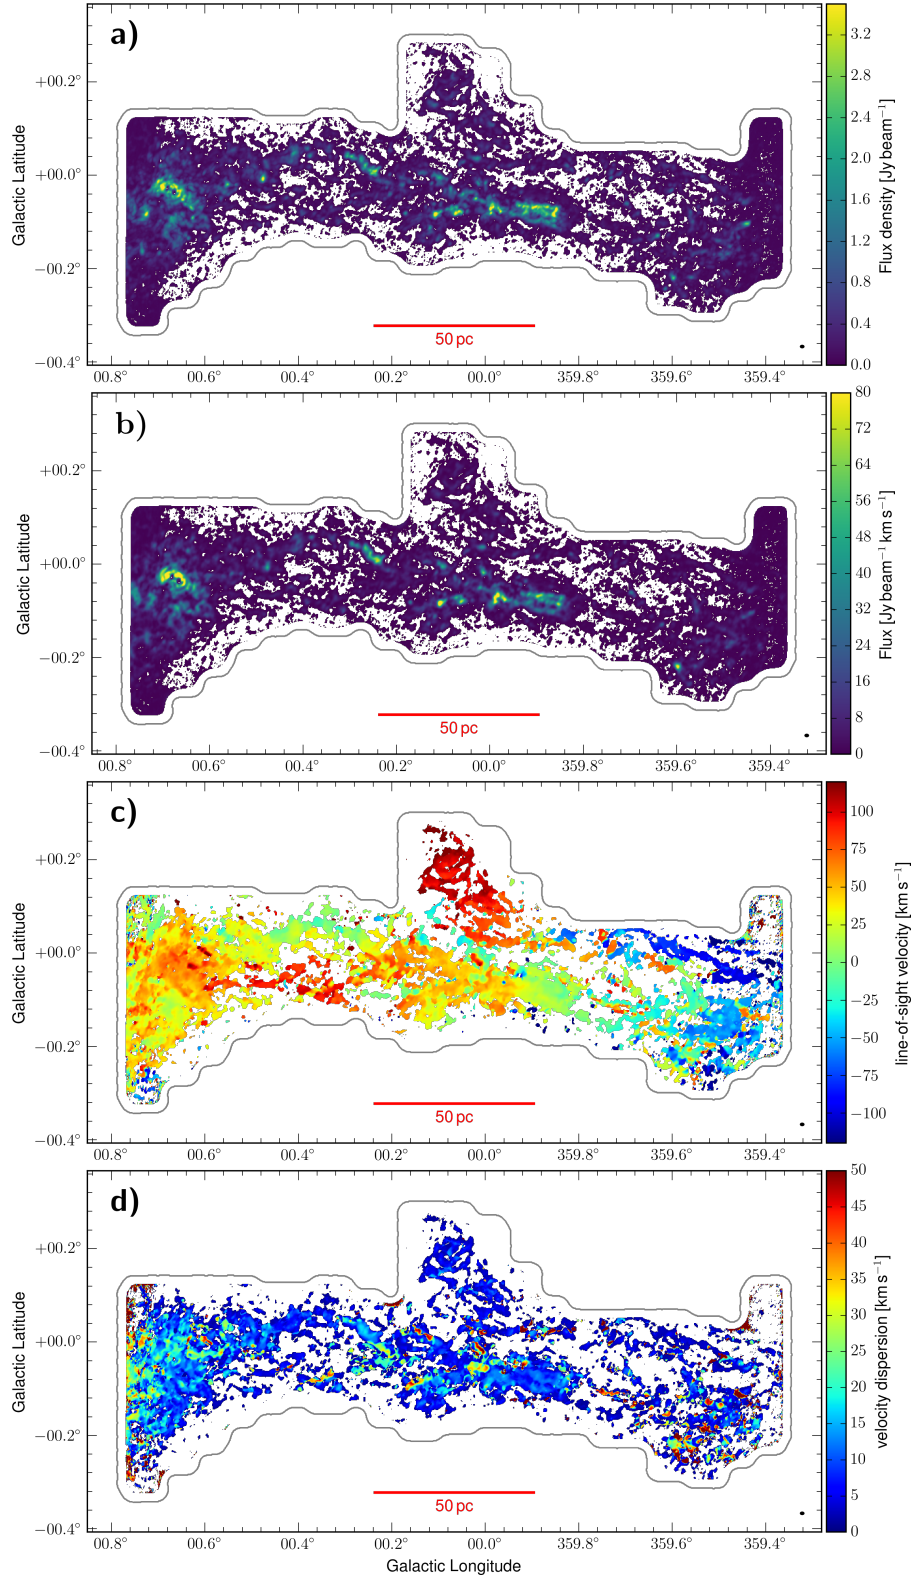 a)
Galactic Latitude
+00.2°
+00.0°
−00.2°
−00.4°
50 pc
00.8° 00.6° 00.4° 00.2° 00.0° 359.8° 359.6° 359.4°
3.2
2.8
2.4
2.0
1.6
1.2
0.8
0.4
0.0
Flux density [Jy beam⁻¹]
b)
Galactic Latitude
+00.2°
+00.0°
−00.2°
−00.4°
50 pc
00.8° 00.6° 00.4° 00.2° 00.0° 359.8° 359.6° 359.4°
80
72
64
56
48
40
32
24
16
8
0
Flux [Jy beam⁻¹ km s⁻¹]
c)
Galactic Latitude
+00.2°
+00.0°
−00.2°
−00.4°
50 pc
00.8° 00.6° 00.4° 00.2° 00.0° 359.8° 359.6° 359.4°
100
75
50
25
0
−25
−50
−75
−100
line-of-sight velocity [km s⁻¹]
d)
Galactic Latitude
+00.2°
+00.0°
−00.2°
−00.4°
50 pc
00.8° 00.6° 00.4° 00.2° 00.0° 359.8° 359.6° 359.4°
50
45
40
35
30
25
20
15
10
5
0
velocity dispersion [km s⁻¹]
Galactic Longitude